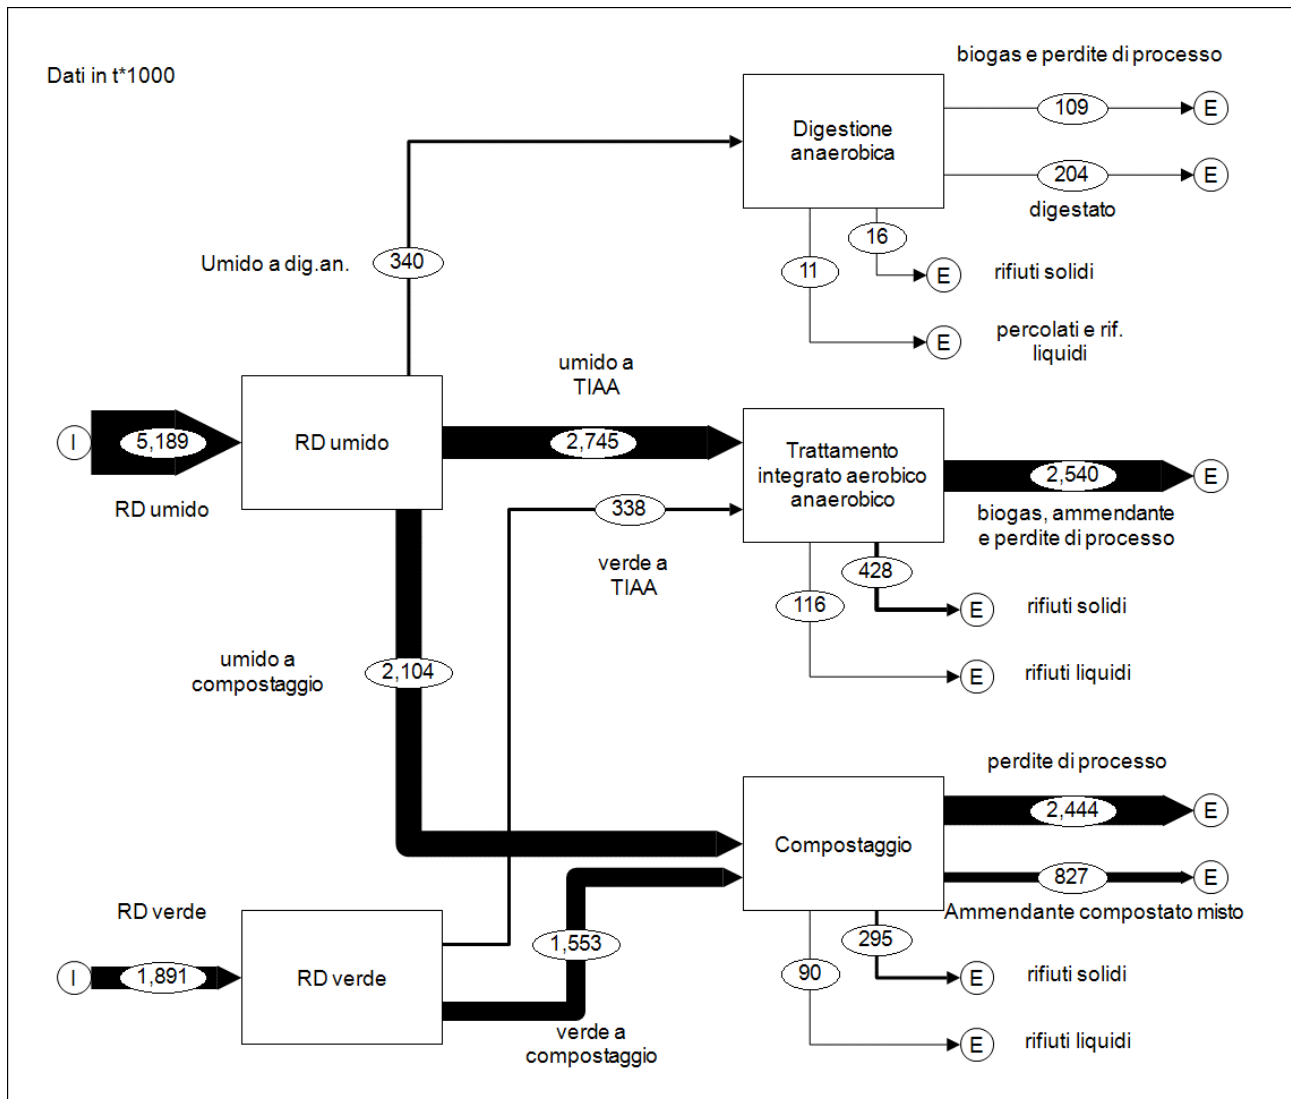 Dati in t*1000
biogas e perdite di processo
109
E
Digestione
anaerobica
204
E
digestato
16
11
E
rifiuti solidi
E
percolati e rif.
liquidi
Umido a dig.an.
340
umido a
TIAA
I
5,189
RD umido
RD umido
2,745
Trattamento
integrato aerobico
anaerobico
2,540
E
biogas, ammendante
e perdite di processo
338
verde a
TIAA
428
116
E
rifiuti solidi
E
rifiuti liquidi
umido a
compostaggio
2,104
perdite di processo
2,444
E
Compostaggio
827
E
Ammendante compostato misto
295
90
E
rifiuti solidi
E
rifiuti liquidi
RD verde
I
1,891
RD verde
1,553
verde a
compostaggio